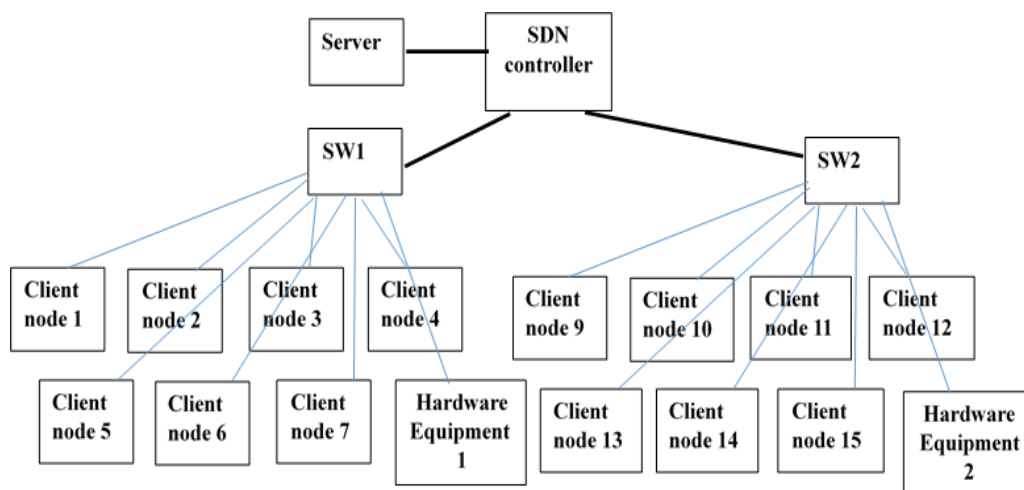 Server
SDN
controller
SW1
SW2
Client
node 1
Client
node 2
Client
node 3
Client
node 4
Client
node 9
Client
node 10
Client
node 11
Client
node 12
Client
node 5
Client
node 6
Client
node 7
Hardware
Equipment
1
Client
node 13
Client
node 14
Client
node 15
Hardware
Equipment
2